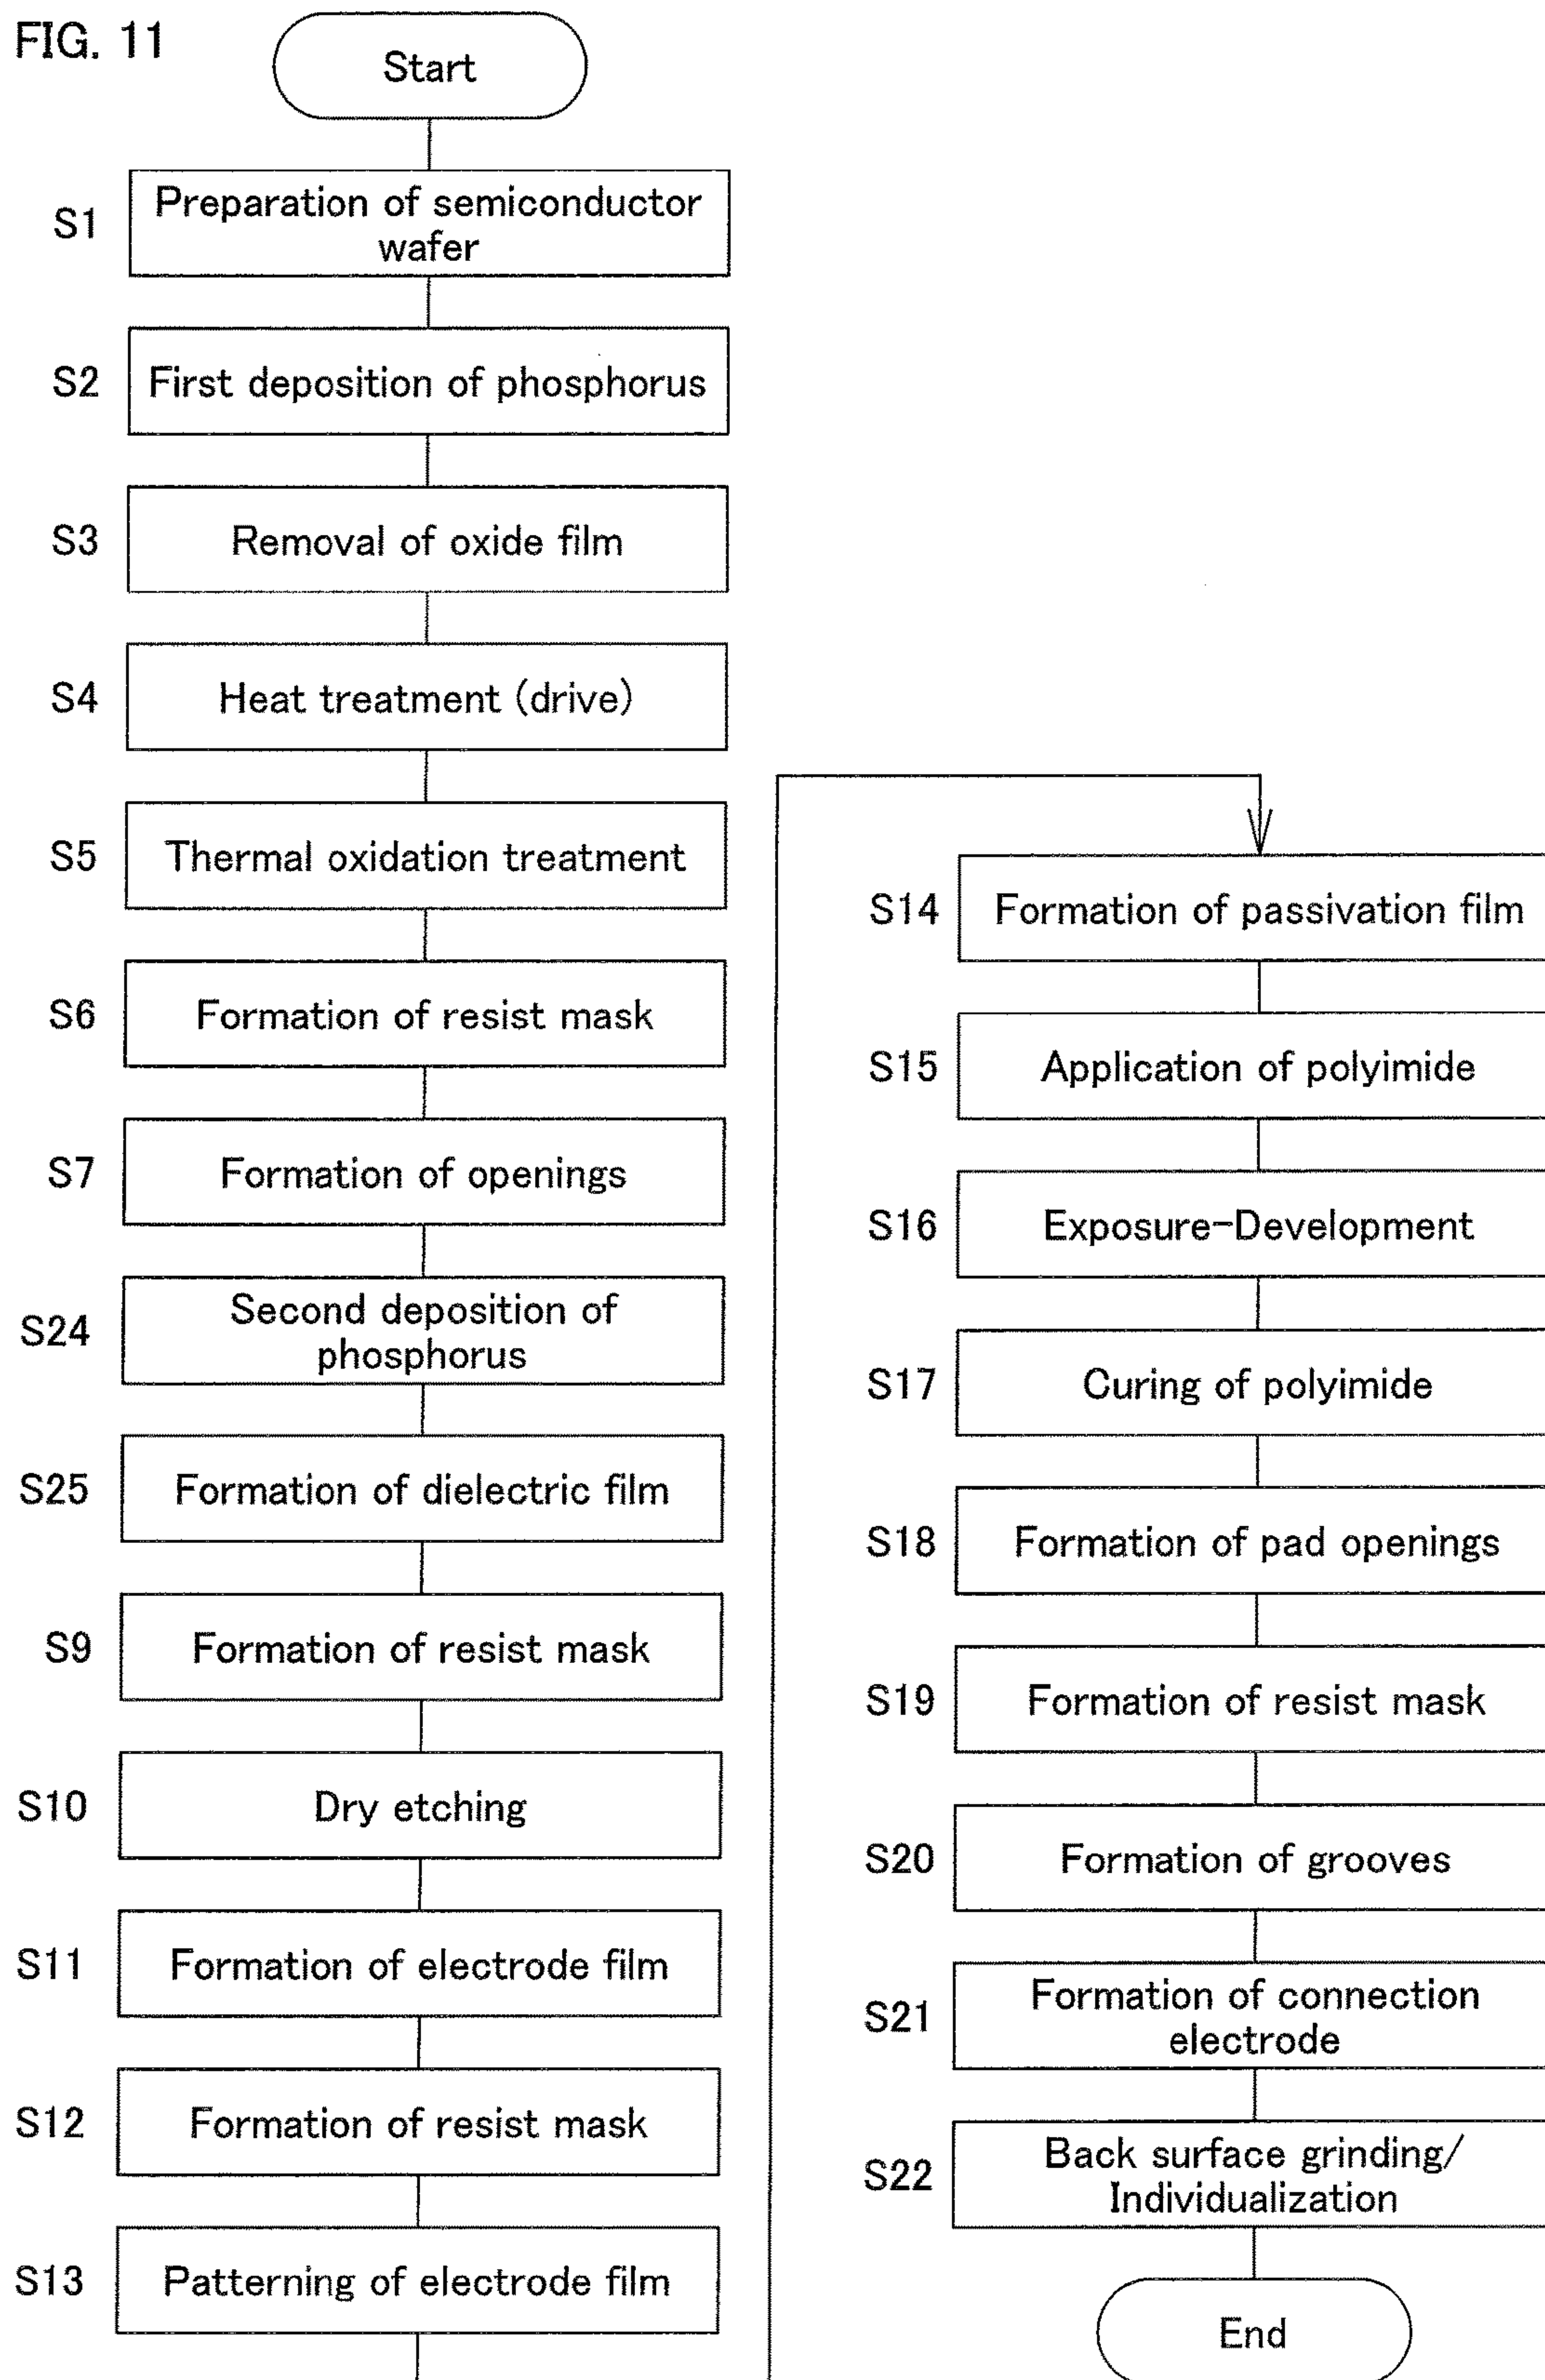 FIG. 11
Start
S1
Preparation of semiconductor
wafer
S2
First deposition of phosphorus
S3
Removal of oxide film
S4
Heat treatment (drive)
S5
Thermal oxidation treatment
S6
Formation of resist mask
S7
Formation of openings
S24
Second deposition of
phosphorus
S25
Formation of dielectric film
S9
Formation of resist mask
S10
Dry etching
S11
Formation of electrode film
S12
Formation of resist mask
S13
Patterning of electrode film
S14
Formation of passivation film
S15
Application of polyimide
S16
Exposure-Development
S17
Curing of polyimide
S18
Formation of pad openings
S19
Formation of resist mask
S20
Formation of grooves
S21
Formation of connection
electrode
S22
Back surface grinding/
Individualization
End